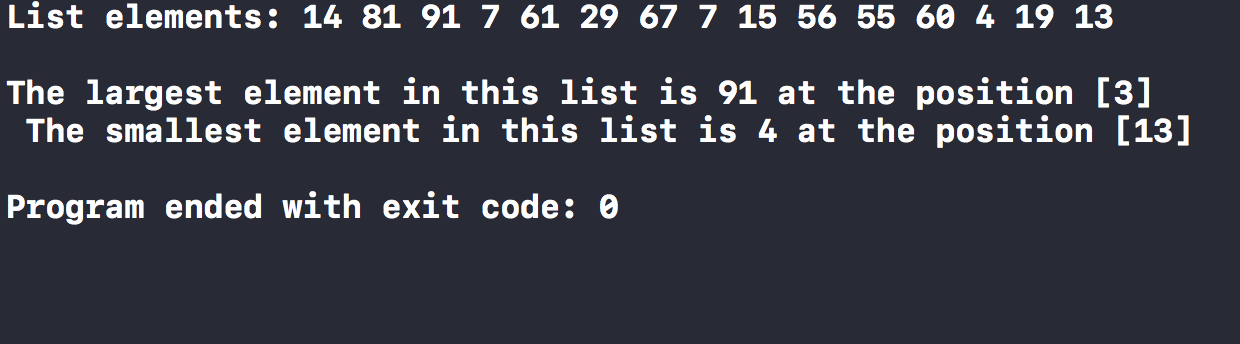 List elements: 14 81 91 7 61 29 67 7 15 56 55 60 4 19 13
The largest element in this list is 91 at the position [3]
The smallest element in this list is 4 at the position [13]
Program ended with exit code: 0